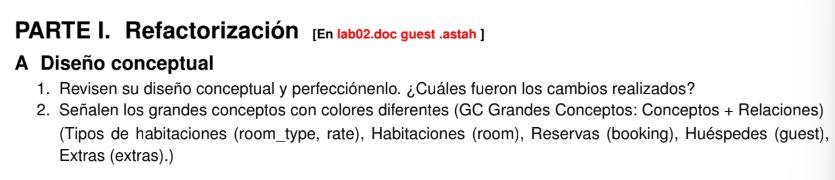 PARTE I. Refactorización [En lab02.doc guest .astah ]
A Diseño conceptual
1. Revisen su diseño conceptual y perfecciónenlo. ¿Cuáles fueron los cambios realizados?
2. Señalen los grandes conceptos con colores diferentes (GC Grandes Conceptos: Conceptos + Relaciones)
(Tipos de habitaciones (room_type, rate), Habitaciones (room), Reservas (booking), Huéspedes (guest),
Extras (extras).)